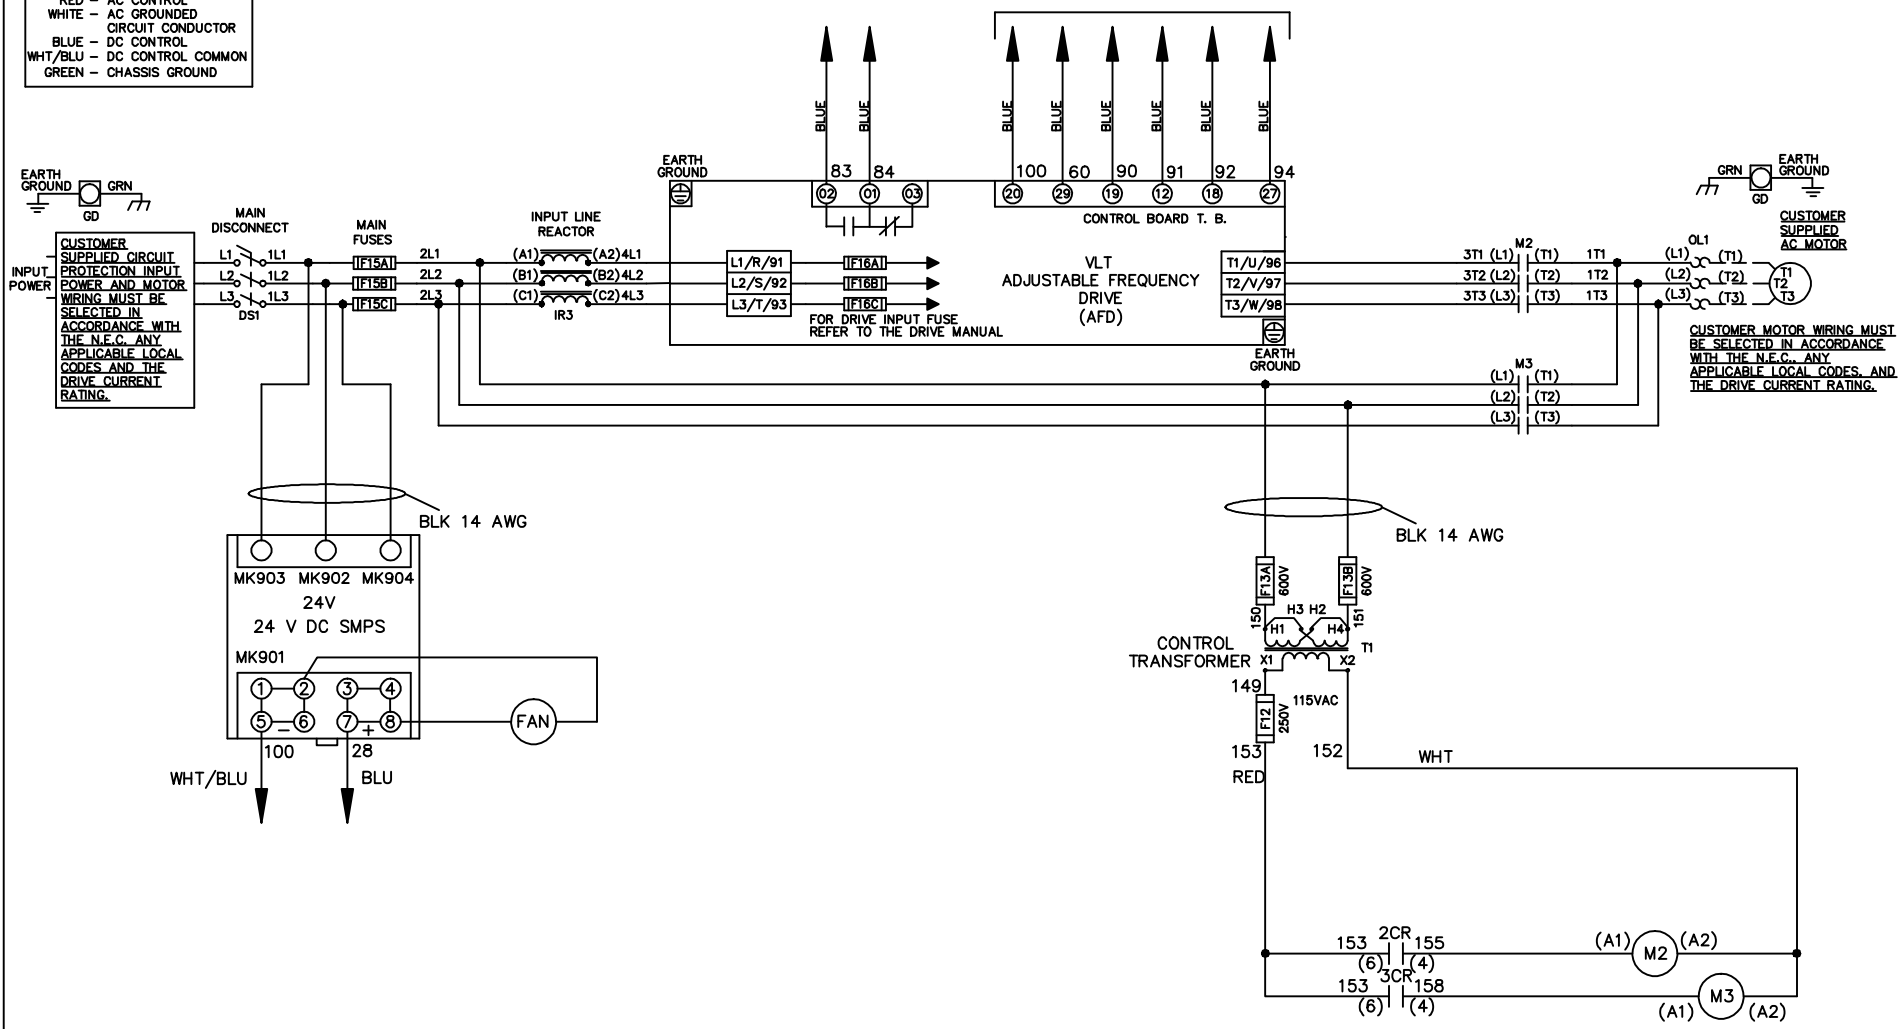 RED – AC CONTROL
WHITE – AC GROUNDED
CIRCUIT CONDUCTOR
BLUE – DC CONTROL
WHT/BLU – DC CONTROL COMMON
GREEN – CHASSIS GROUND
BLUE BLUE BLUE BLUE BLUE BLUE BLUE BLUE
EARTH
GROUND
GRN
GD
EARTH
GROUND
83 84
02 01 03
100 60 90 91 92 94
20 29 19 12 18 27
CONTROL BOARD T. B.
GRN
EARTH
GROUND
GD
CUSTOMER
SUPPLIED
AC MOTOR
INPUT
POWER
CUSTOMER
SUPPLIED CIRCUIT
PROTECTION INPUT
POWER AND MOTOR
WIRING MUST BE
SELECTED IN
ACCORDANCE WITH
THE N.E.C. ANY
APPLICABLE LOCAL
CODES AND THE
DRIVE CURRENT
RATING.
MAIN
DISCONNECT
L1 1L1
L2 1L2
L3 1L3
DS1
MAIN
FUSES
F15A 2L1
F15B 2L2
F15C 2L3
INPUT LINE
REACTOR
(A1) (A2) 4L1
(B1) (B2) 4L2
(C1) (C2) 4L3
IR3
L1/R/91 F16A
L2/S/92 F16B
L3/T/93 F16C
FOR DRIVE INPUT FUSE
REFER TO THE DRIVE MANUAL
VLT
ADJUSTABLE FREQUENCY
DRIVE
(AFD)
T1/U/96
T2/V/97
T3/W/98
EARTH
GROUND
M2
3T1 (L1) (T1) 1T1
3T2 (L2) (T2) 1T2
3T3 (L3) (T3) 1T3
OL1
(L1) (T1)
(L2) (T2)
(L3) (T3)
T1
T2
T3
CUSTOMER MOTOR WIRING MUST
BE SELECTED IN ACCORDANCE
WITH THE N.E.C., ANY
APPLICABLE LOCAL CODES, AND
THE DRIVE CURRENT RATING.
M3
(L1) (T1)
(L2) (T2)
(L3) (T3)
BLK 14 AWG
MK903 MK902 MK904
24V
24 V DC SMPS
MK901
1 2 3 4
5 6 7 8
– +
FAN
100 28
WHT/BLU BLU
BLK 14 AWG
F13A 600V F13B 600V
150 151
H3 H2
H1 H4
T1
CONTROL
TRANSFORMER
X1 X2
149
115VAC
F12 250V
153 152
RED
WHT
2CR
153 155
(6) (4)
(A1) M2 (A2)
3CR
153 158
(6) (4)
(A1) M3 (A2)